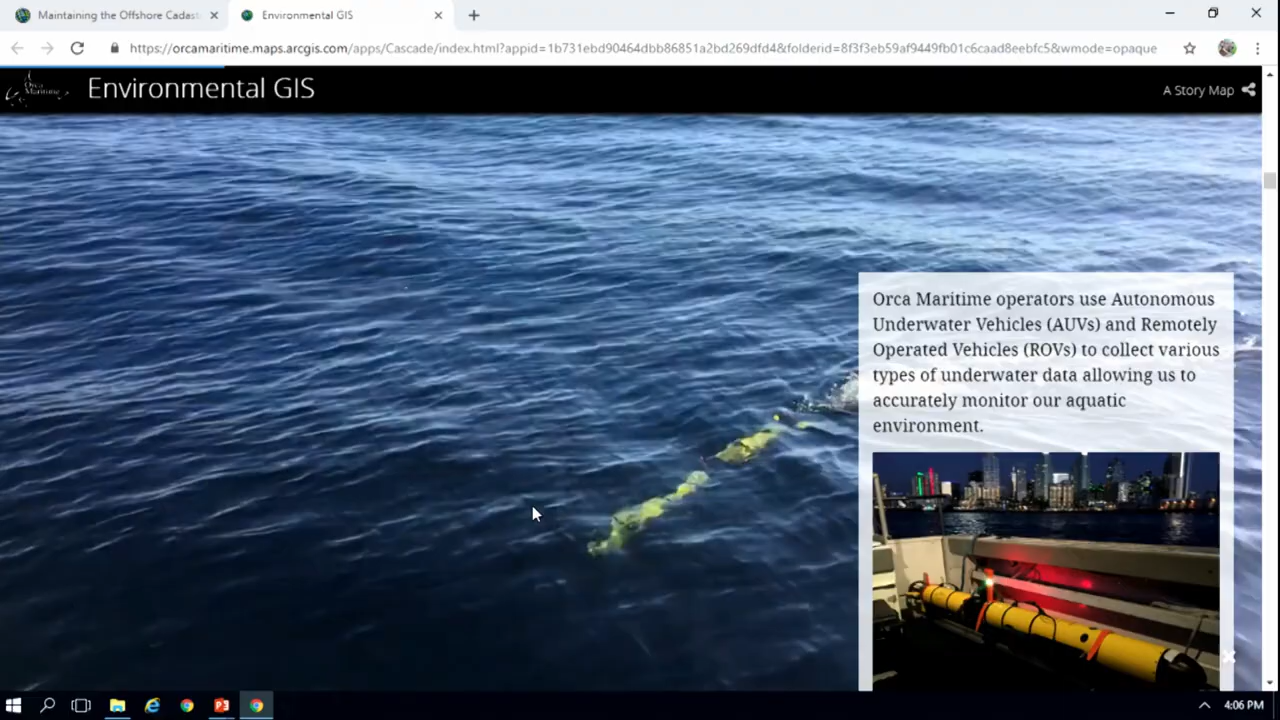 Maintaining the Offshore Cadast
Environmental GIS
https://orcamaritime.maps.arcgis.com/apps/Cascade/index.html?appid=1b731ebd90464dbb86851a2bd269dfd4&folderid=8f3f3eb59af9449fb01c6caad8eebfc5&wmode=opaque
Orca
Maritime
Environmental GIS
A Story Map
Orca Maritime operators use Autonomous
Underwater Vehicles (AUVs) and Remotely
Operated Vehicles (ROVs) to collect various
types of underwater data allowing us to
accurately monitor our aquatic
environment.
4:06 PM